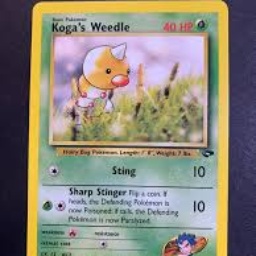 Basic Pokémon
Koga's Weedle 40 HP
Hairy Bug Pokémon. Length: 1' 0", Weight: 7 lbs.
Sting 10
Sharp Stinger Flip a coin. If
heads, the Defending Pokémon is
now Poisoned. If tails, the Defending
Pokémon is now Paralyzed.
10
weakness